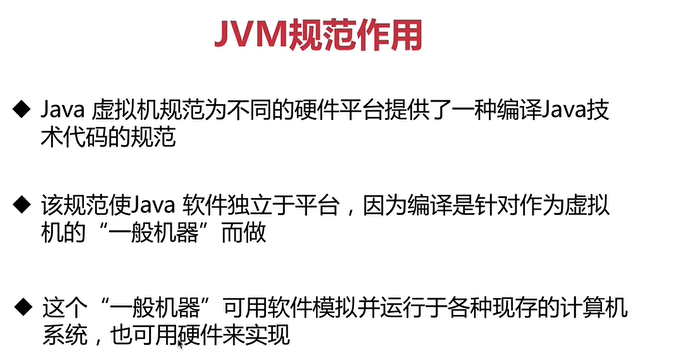 JVM规范作用
◆ Java 虚拟机规范为不同的硬件平台提供了一种编译Java技
术代码的规范
◆ 该规范使Java 软件独立于平台，因为编译是针对作为虚拟
机的“一般机器”而做
◆ 这个“一般机器”可用软件模拟并运行于各种现存的计算机
系统，也可用硬件来实现